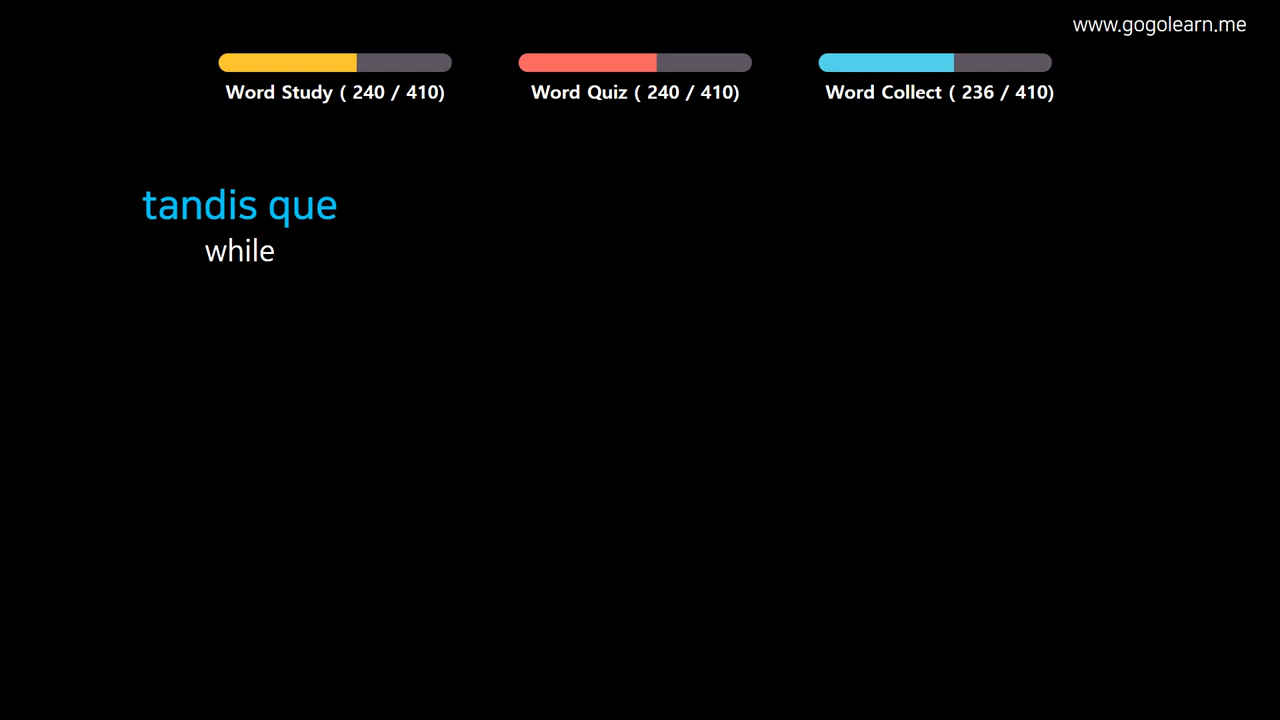 www.gogolearn.me
Word Study ( 240 / 410)
Word Quiz ( 240 / 410)
Word Collect ( 236 / 410)
tandis que
while